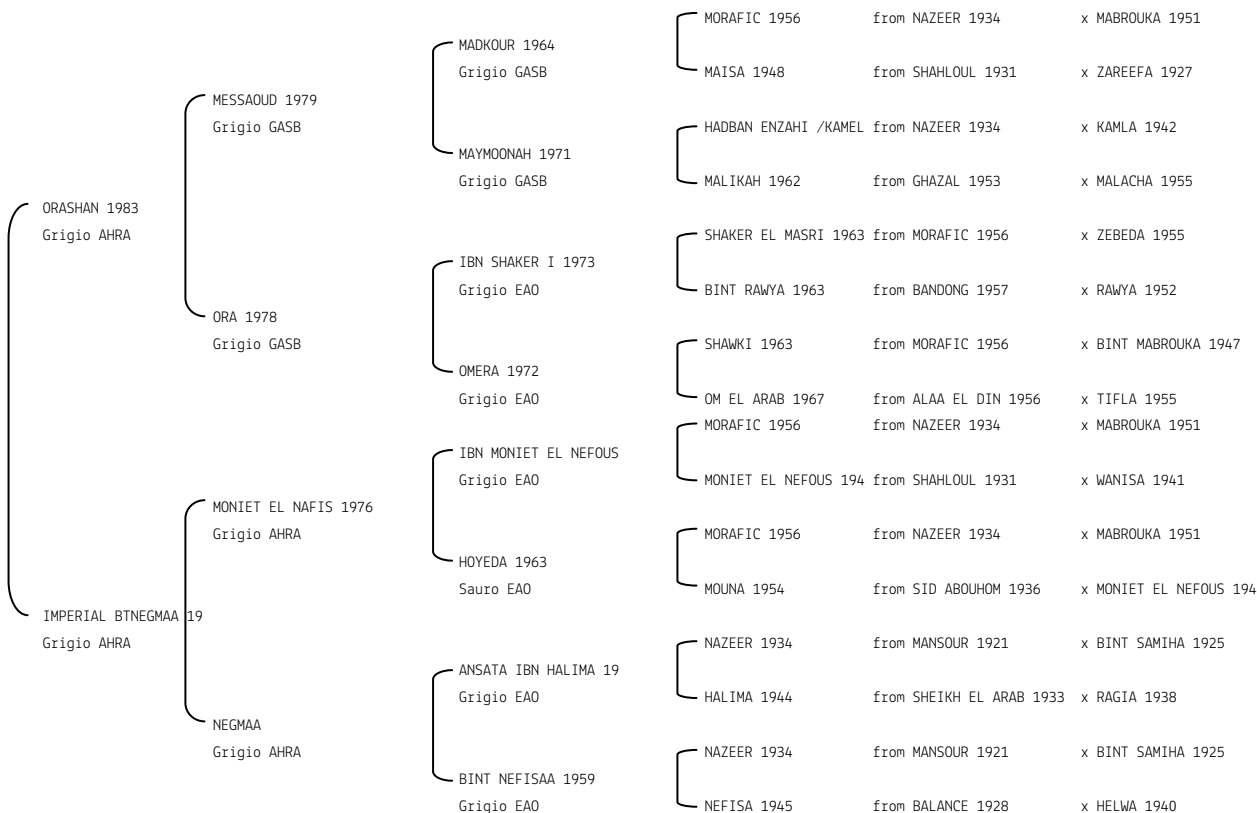 MORAFIC 1956 from NAZEER 1934 x MABROUKA 1951
MADKOUR 1964
Grigio GASB MAISA 1948 from SHAHLOUL 1931 x ZAREEFA 1927
MESSAOUD 1979
Grigio GASB HADBAN ENZAHI /KAMEL from NAZEER 1934 x KAMLA 1942
MAYMOONAH 1971
Grigio GASB MALIKAH 1962 from GHAZAL 1953 x MALACHA 1955
ORASHAN 1983
Grigio AHRA SHAKER EL MASRI 1963 from MORAFIC 1956 x ZEBEDA 1955
IBN SHAKER I 1973
Grigio EAO BINT RAWYA 1963 from BANDONG 1957 x RAWYA 1952
ORA 1978
Grigio GASB SHAWKI 1963 from MORAFIC 1956 x BINT MABROUKA 1947
OMERA 1972
Grigio EAO OM EL ARAB 1967 from ALAA EL DIN 1956 x TIFLA 1955
MORAFIC 1956 from NAZEER 1934 x MABROUKA 1951
IBN MONIET EL NEFOUS
Grigio EAO MONIET EL NEFOUS 194 from SHAHLOUL 1931 x WANISA 1941
MONIET EL NAFIS 1976
Grigio AHRA MORAFIC 1956 from NAZEER 1934 x MABROUKA 1951
HOYEDA 1963
Sauro EAO MOUNA 1954 from SID ABOUHOM 1936 x MONIET EL NEFOUS 194
IMPERIAL BTNEGMAA 19
Grigio AHRA NAZEER 1934 from MANSOUR 1921 x BINT SAMIHA 1925
ANSATA IBN HALIMA 19
Grigio EAO HALIMA 1944 from SHEIKH EL ARAB 1933 x RAGIA 1938
NEGMAA
Grigio AHRA NAZEER 1934 from MANSOUR 1921 x BINT SAMIHA 1925
BINT NEFISAA 1959
Grigio EAO NEFISA 1945 from BALANCE 1928 x HELWA 1940